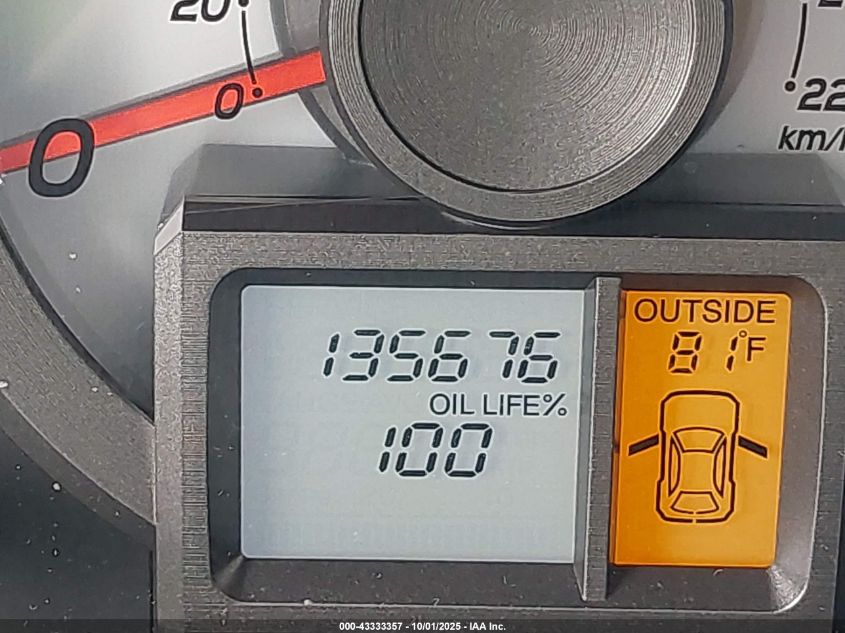 20
0
0
22
km/h
135676
OIL LIFE%
100
OUTSIDE
81°F
000-43333357 - 10/01/2025 - IAA Inc.